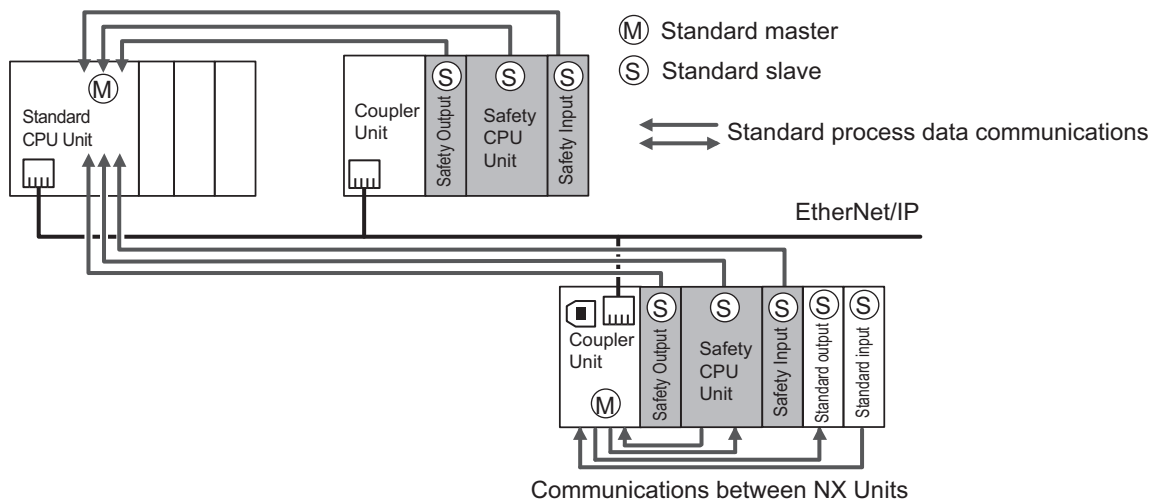 M Standard master
S Standard slave
Standard process data communications
M
Standard
CPU Unit
Coupler
Unit
S
Safety Output
S
Safety
CPU
Unit
S
Safety Input
EtherNet/IP
Coupler
Unit
M
S
Safety Output
S
Safety
CPU
Unit
S
Safety Input
S
Standard output
S
Standard input
Communications between NX Units